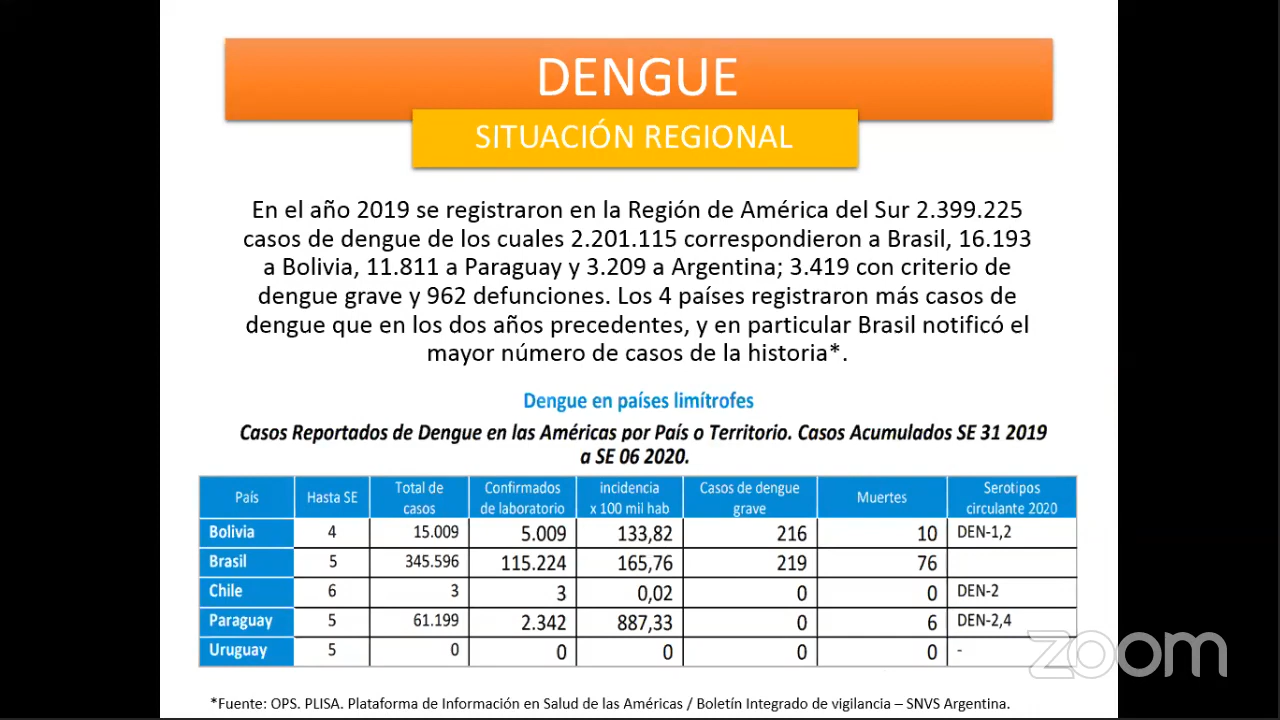 DENGUE
SITUACIÓN REGIONAL
En el año 2019 se registraron en la Región de América del Sur 2.399.225
casos de dengue de los cuales 2.201.115 correspondieron a Brasil, 16.193
a Bolivia, 11.811 a Paraguay y 3.209 a Argentina; 3.419 con criterio de
dengue grave y 962 defunciones. Los 4 países registraron más casos de
dengue que en los dos años precedentes, y en particular Brasil notificó el
mayor número de casos de la historia*.
Dengue en países limítrofes
Casos Reportados de Dengue en las Américas por País o Territorio. Casos Acumulados SE 31 2019
a SE 06 2020.
País Hasta SE Total de casos Confirmados de laboratorio incidencia x 100 mil hab Casos de dengue grave Muertes Serotipos circulante 2020
Bolivia 4 15.009 5.009 133,82 216 10 DEN-1,2
Brasil 5 345.596 115.224 165,76 219 76
Chile 6 3 3 0,02 0 0 DEN-2
Paraguay 5 61.199 2.342 887,33 0 6 DEN-2,4
Uruguay 5 0 0 0 0 0 -
zoom
*Fuente: OPS. PLISA. Plataforma de Información en Salud de las Américas / Boletín Integrado de vigilancia – SNVS Argentina.